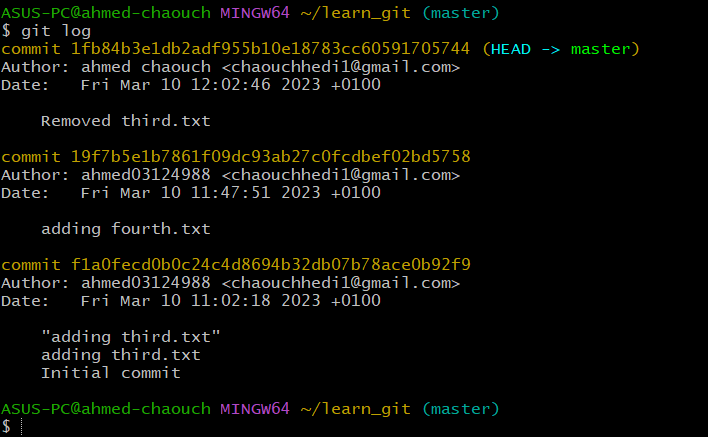 ASUS-PC@ahmed-chaouch MINGW64 ~/learn_git (master)
$ git log
commit 1fb84b3e1db2adf955b10e18783cc60591705744 (HEAD -> master)
Author: ahmed chaouch <chaouchhedi1@gmail.com>
Date:   Fri Mar 10 12:02:46 2023 +0100

    Removed third.txt

commit 19f7b5e1b7861f09dc93ab27c0fcdbef02bd5758
Author: ahmed03124988 <chaouchhedi1@gmail.com>
Date:   Fri Mar 10 11:47:51 2023 +0100

    adding fourth.txt

commit f1a0fecd0b0c24c4d8694b32db07b78ace0b92f9
Author: ahmed03124988 <chaouchhedi1@gmail.com>
Date:   Fri Mar 10 11:02:18 2023 +0100

    "adding third.txt"
    adding third.txt
    Initial commit

ASUS-PC@ahmed-chaouch MINGW64 ~/learn_git (master)
$